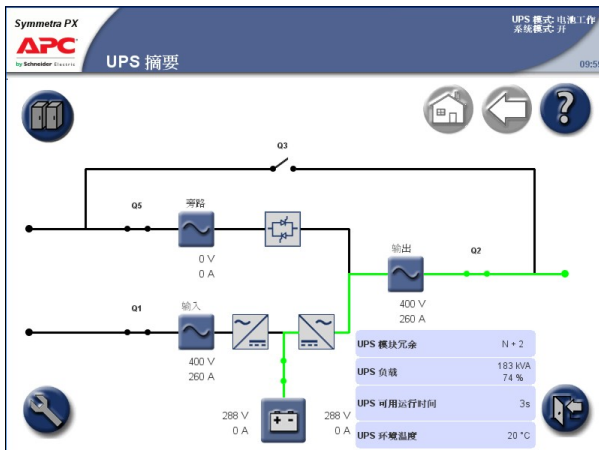 Symmetra PX
APC
by Schneider Electric
UPS 摘要
UPS 模式: 电池工作
系统模式: 开
09:59
Q3
Q5
旁路
0 V
0 A
输出
Q2
400 V
260 A
Q1
输入
400 V
260 A
288 V
0 A
288 V
0 A
UPS 模块冗余 N + 2
UPS 负载 183 kVA
74 %
UPS 可用运行时间 3s
UPS 环境温度 20 °C